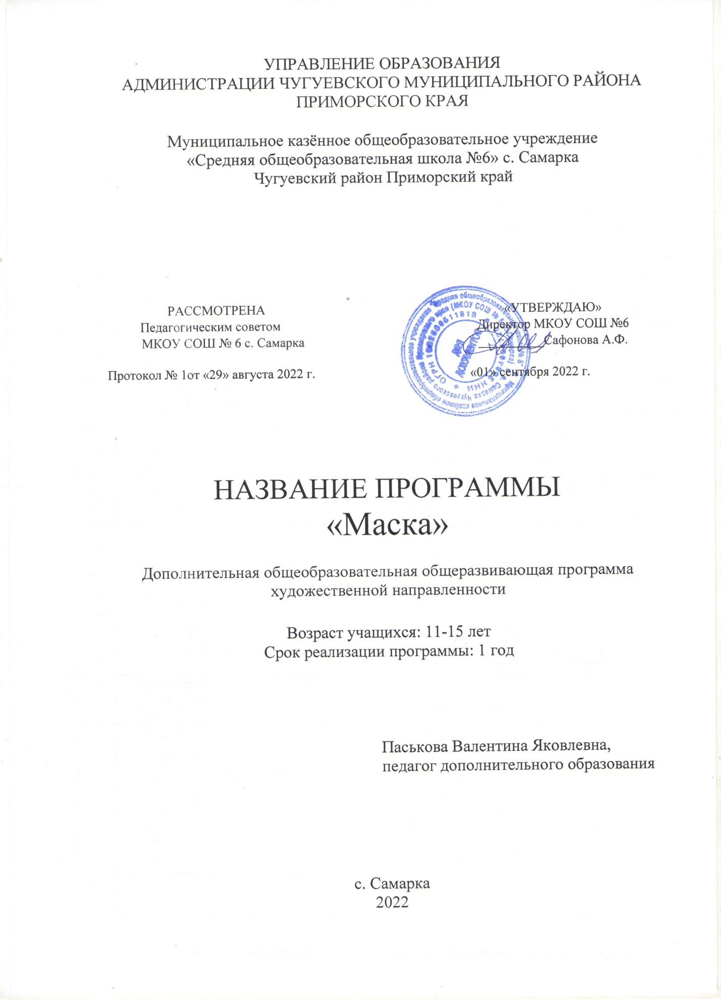 УПРАВЛЕНИЕ ОБРАЗОВАНИЯ
АДМИНИСТРАЦИИ ЧУГУЕВСКОГО МУНИЦИПАЛЬНОГО РАЙОНА
ПРИМОРСКОГО КРАЯ
Муниципальное казённое общеобразовательное учреждение
«Средняя общеобразовательная школа №6» с. Самарка
Чугуевский район Приморский край
РАССМОТРЕНА
Педагогическим советом
МКОУ СОШ № 6 с. Самарка
Протокол № 1от «29» августа 2022 г.
«УТВЕРЖДАЮ»
Директор МКОУ СОШ №6
Сафонова А.Ф.
«01» сентября 2022 г.
ДЛЯ
ДОКУМЕНТОВ
НАЗВАНИЕ ПРОГРАММЫ
«Маска»
Дополнительная общеобразовательная общеразвивающая программа
художественной направленности
Возраст учащихся: 11-15 лет
Срок реализации программы: 1 год
Паськова Валентина Яковлевна,
педагог дополнительного образования
с. Самарка
2022